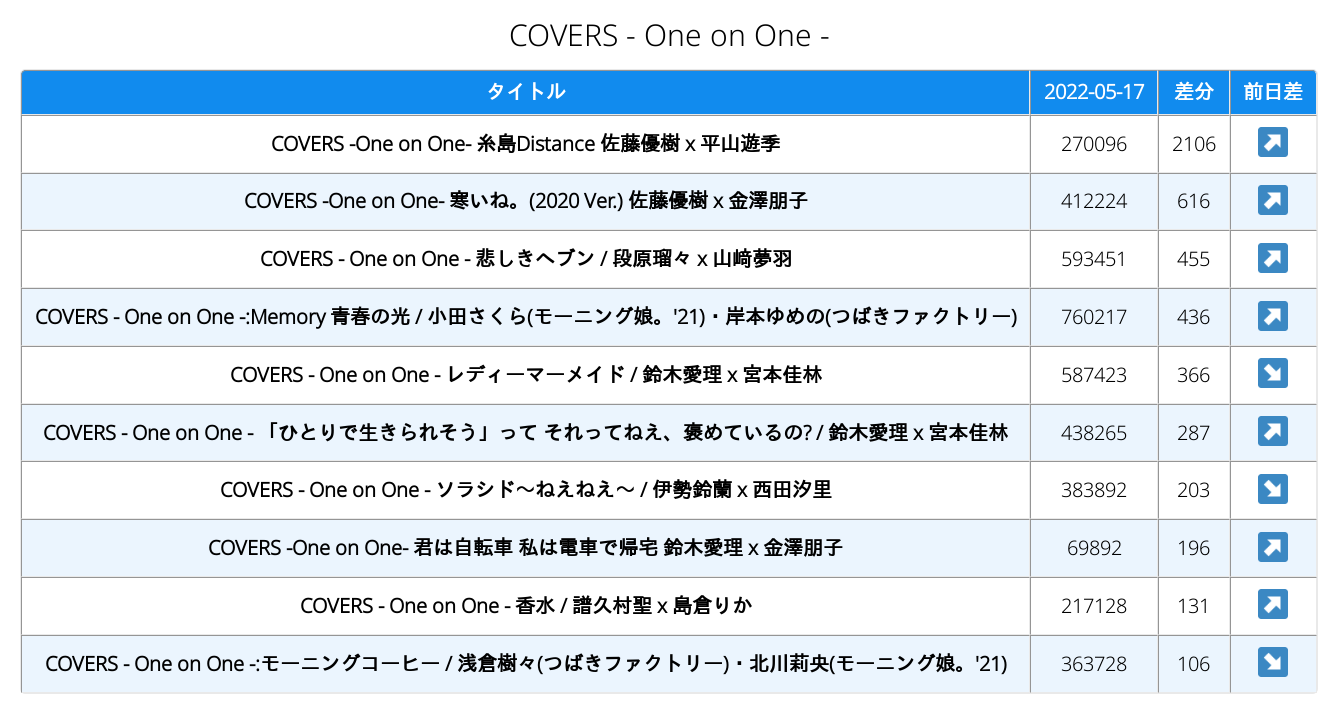 COVERS - One on One -
タイトル 2022-05-17 差分 前日差
COVERS -One on One- 糸島Distance 佐藤優樹 x 平山遊季 270096 2106
COVERS -One on One- 寒いね。(2020 Ver.) 佐藤優樹 x 金澤朋子 412224 616
COVERS - One on One - 悲しきヘブン / 段原瑠々 x 山﨑夢羽 593451 455
COVERS - One on One -:Memory 青春の光 / 小田さくら(モーニング娘。'21)・岸本ゆめの(つばきファクトリー) 760217 436
COVERS - One on One - レディーマーメイド / 鈴木愛理 x 宮本佳林 587423 366
COVERS - One on One - 「ひとりで生きられそう」って それってねえ、褒めているの? / 鈴木愛理 x 宮本佳林 438265 287
COVERS - One on One - ソラシド〜ねえねえ〜 / 伊勢鈴蘭 x 西田汐里 383892 203
COVERS -One on One- 君は自転車 私は電車で帰宅 鈴木愛理 x 金澤朋子 69892 196
COVERS - One on One - 香水 / 譜久村聖 x 島倉りか 217128 131
COVERS - One on One -:モーニングコーヒー / 浅倉樹々(つばきファクトリー)・北川莉央(モーニング娘。'21) 363728 106